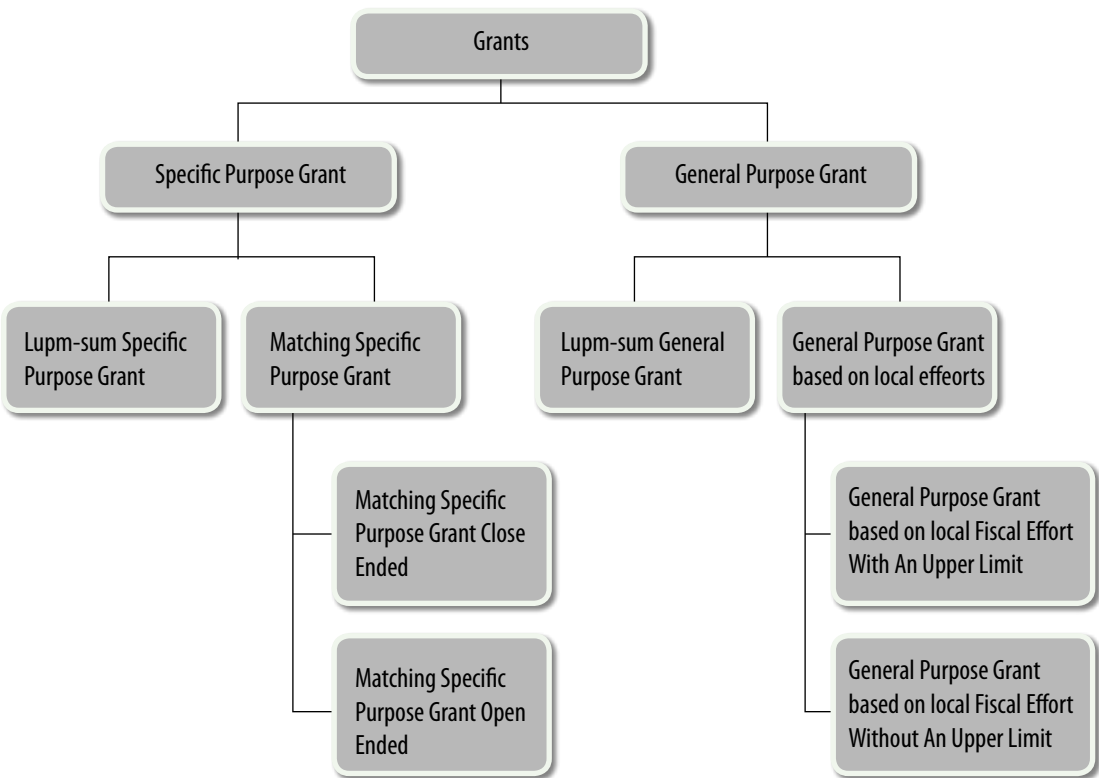 Grants
Specific Purpose Grant
General Purpose Grant
Lupm-sum Specific
Purpose Grant
Matching Specific
Purpose Grant
Lupm-sum General
Purpose Grant
General Purpose Grant
based on local effeorts
Matching Specific
Purpose Grant Close
Ended
General Purpose Grant
based on local Fiscal Effort
With An Upper Limit
Matching Specific
Purpose Grant Open
Ended
General Purpose Grant
based on local Fiscal Effort
Without An Upper Limit